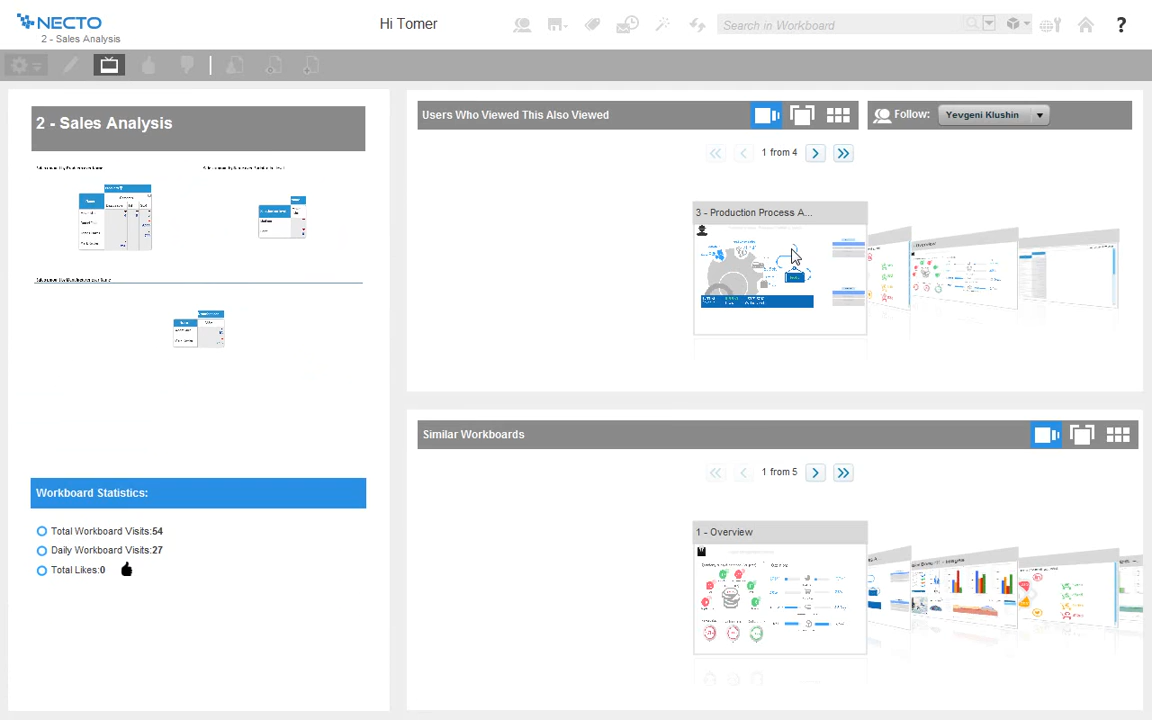 NECTO
2 - Sales Analysis
Hi Tomer
Search in Workboard
?
2 - Sales Analysis
Users Who Viewed This Also Viewed
Follow:
Yevgeni Klushin
1 from 4
3 - Production Process A...
Workboard Statistics:
Total Workboard Visits:54
Daily Workboard Visits:27
Total Likes:0
Similar Workboards
1 from 5
1 - Overview